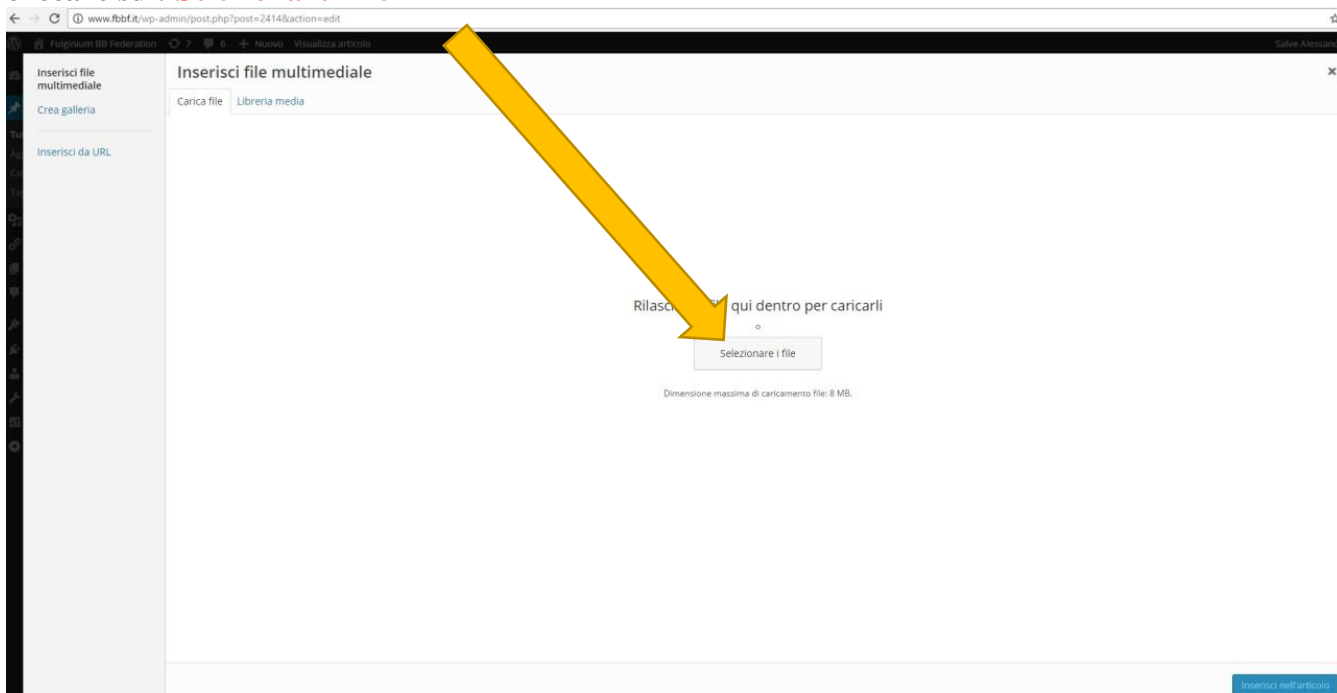 www.fbbf.it/wp-admin/post.php?post=2414&action=edit
Fulginium BB Federation 7 6 + Nuovo Visualizza articolo
Inserisci file
multimediale
Crea galleria
Inserisci da URL
Inserisci file multimediale
Carica file Libreria media
qui dentro per caricarli
o
Selezionare i file
Dimensione massima di caricamento file: 8 MB.
Inserisci nell'articolo